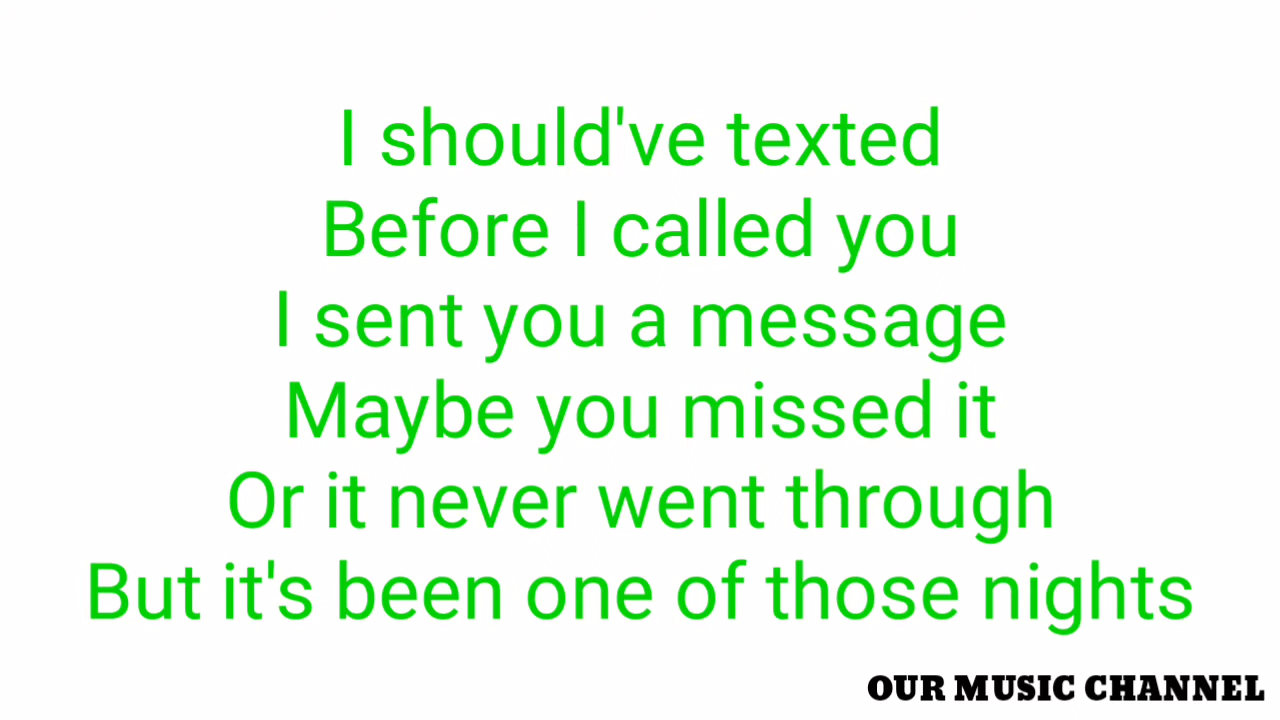 I should've texted
Before I called you
I sent you a message
Maybe you missed it
Or it never went through
But it's been one of those nights
OUR MUSIC CHANNEL